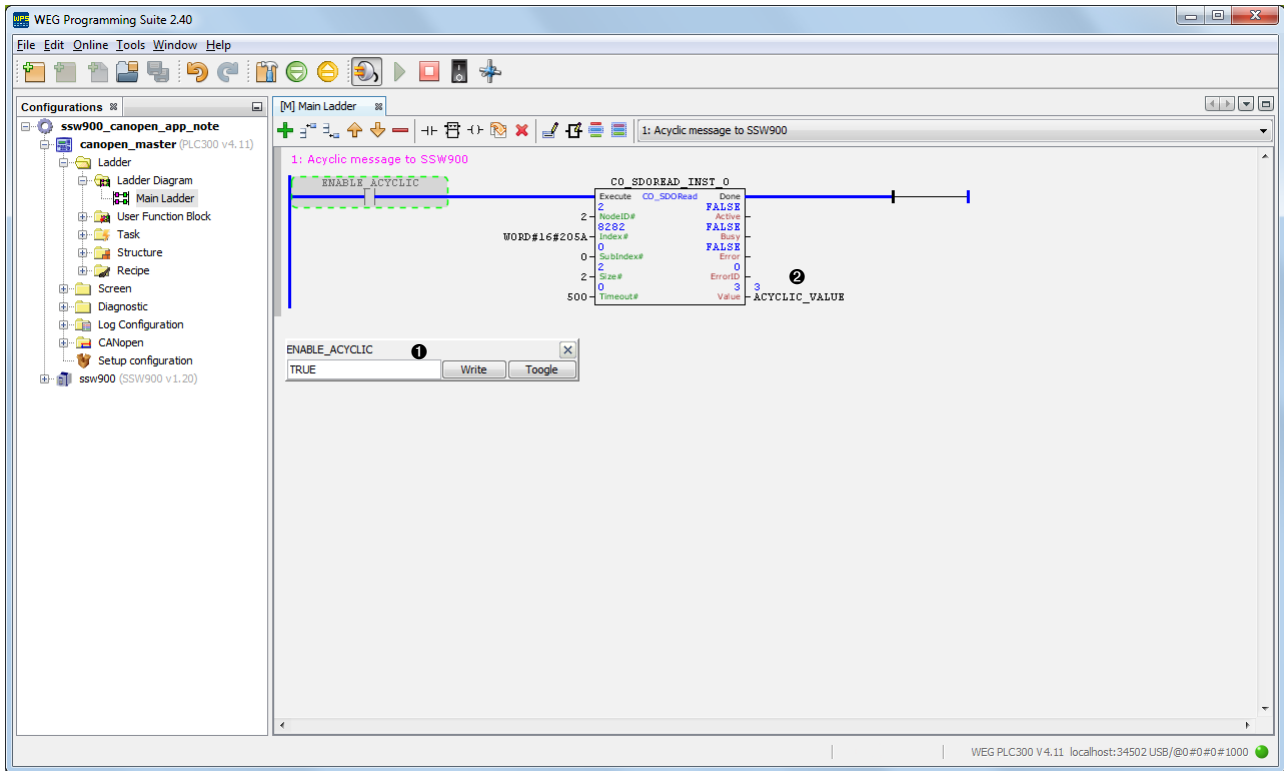 WPS WEG Programming Suite 2.40
File Edit Online Tools Window Help
Configurations
ssw900_canopen_app_note
canopen_master (PLC300 v4.11)
Ladder
Ladder Diagram
Main Ladder
User Function Block
Task
Structure
Recipe
Screen
Diagnostic
Log Configuration
CANopen
Setup configuration
ssw900 (SSW900 v1.20)
[M] Main Ladder
1: Acyclic message to SSW900
1: Acyclic message to SSW900
ENABLE_ACYCLIC
CO_SDOREAD_INST_0
Execute CO_SDORead Done
2 FALSE
2 NodeID# Active
8282 FALSE
WORD#16#205A Index# Busy
0 FALSE
0 SubIndex# Error
2 0
2 Size# ErrorID 2
0 3 3
500 Timeout# Value ACYCLIC_VALUE
ENABLE_ACYCLIC 1
TRUE Write Toogle
WEG PLC300 V4.11 localhost:34502 USB/@0#0#0#1000